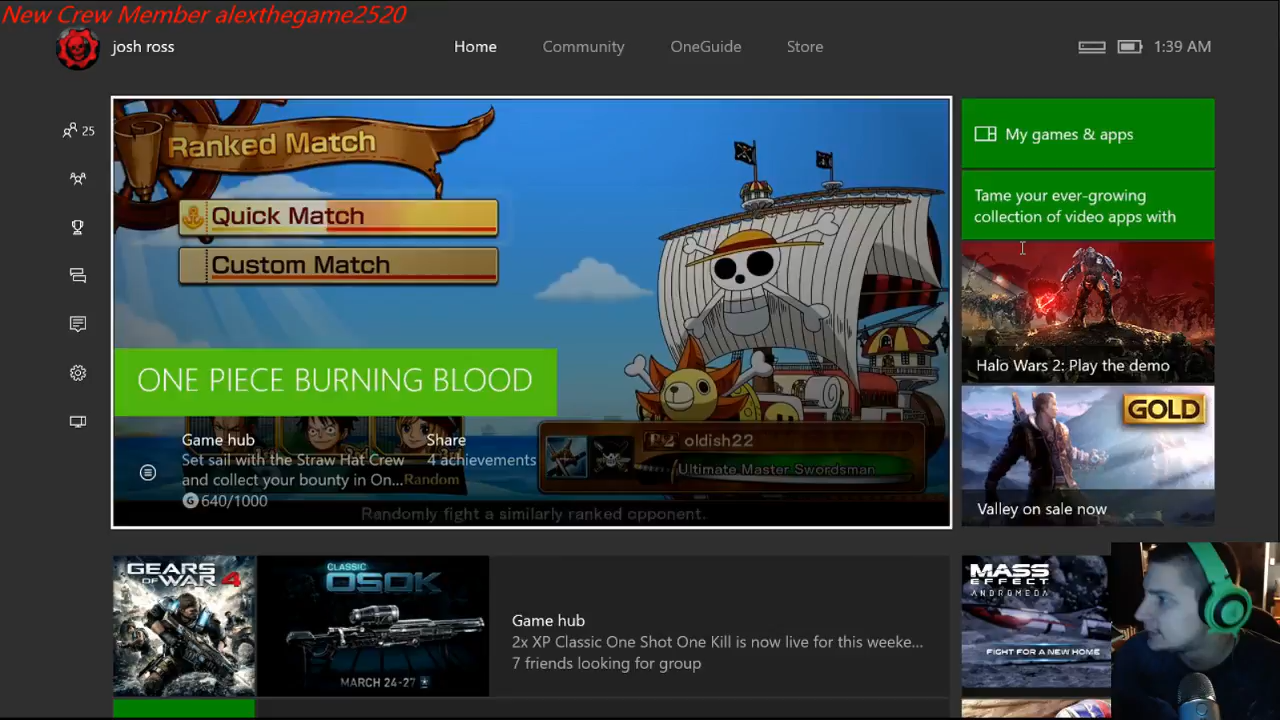 New Crew Member alexthegame2520
josh ross
Home
Community
OneGuide
Store
1:39 AM
25
Ranked Match
Quick Match
Custom Match
ONE PIECE BURNING BLOOD
Game hub
Set sail with the Straw Hat Crew
and collect your bounty in On...
G 640/1000
Share
4 achievements
Random
oldish22
Ultimate Master Swordsman
Randomly fight a similarly ranked opponent.
My games & apps
Tame your ever-growing
collection of video apps with
Halo Wars 2: Play the demo
GOLD
Valley on sale now
GEARS
OF WAR 4
CLASSIC
OSOK
MARCH 24-27
Game hub
2x XP Classic One Shot One Kill is now live for this weeke...
7 friends looking for group
MASS
EFFECT
ANDROMEDA
FIGHT FOR A NEW HOME